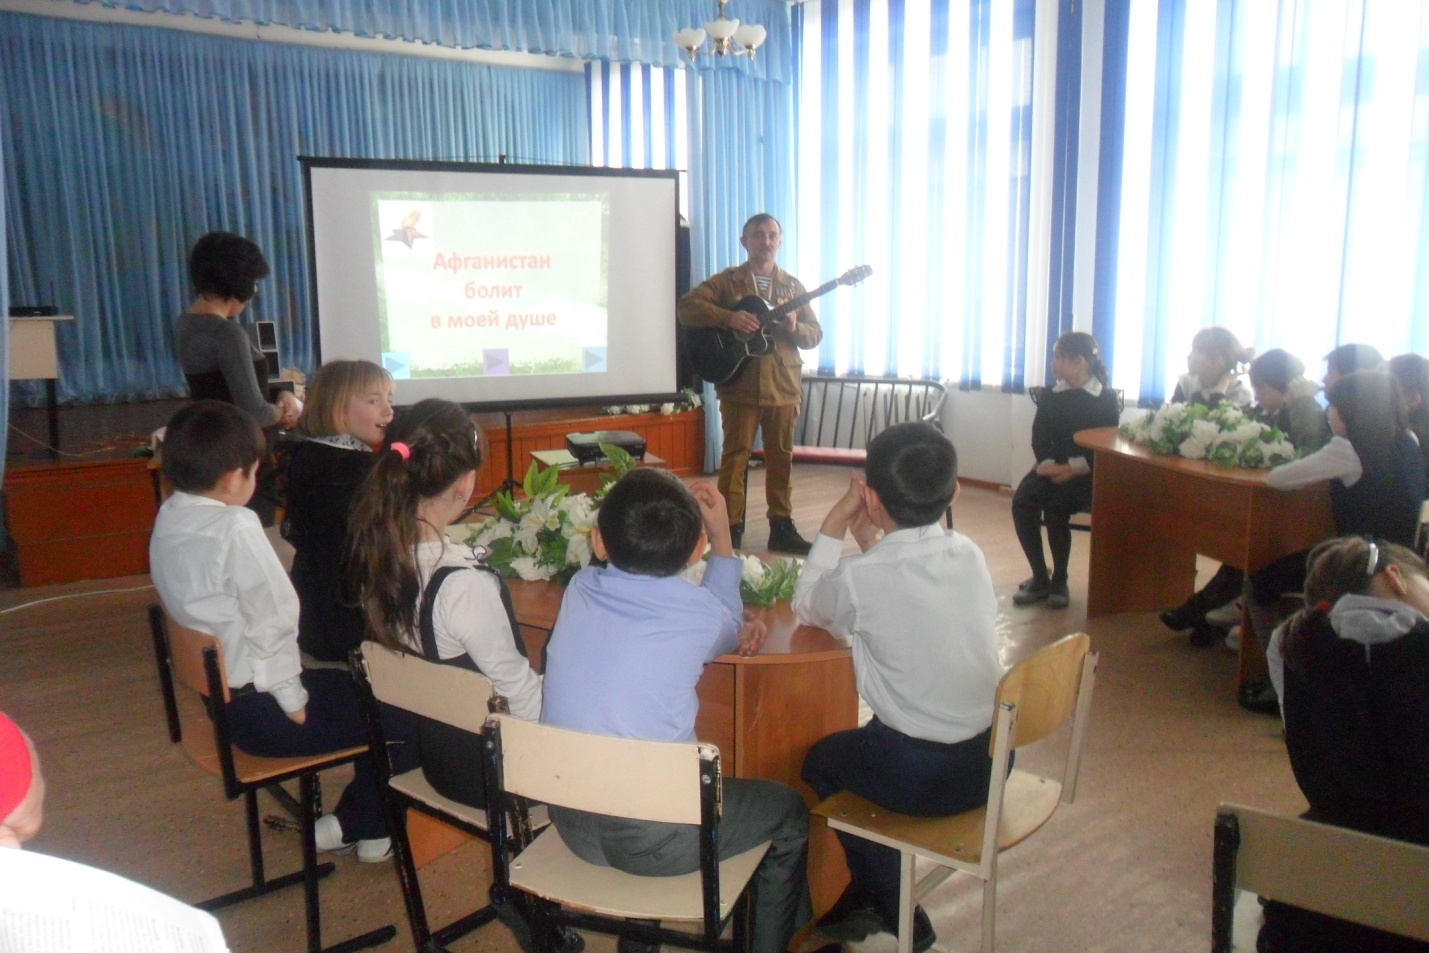 Афганистан
болит
в моей душе